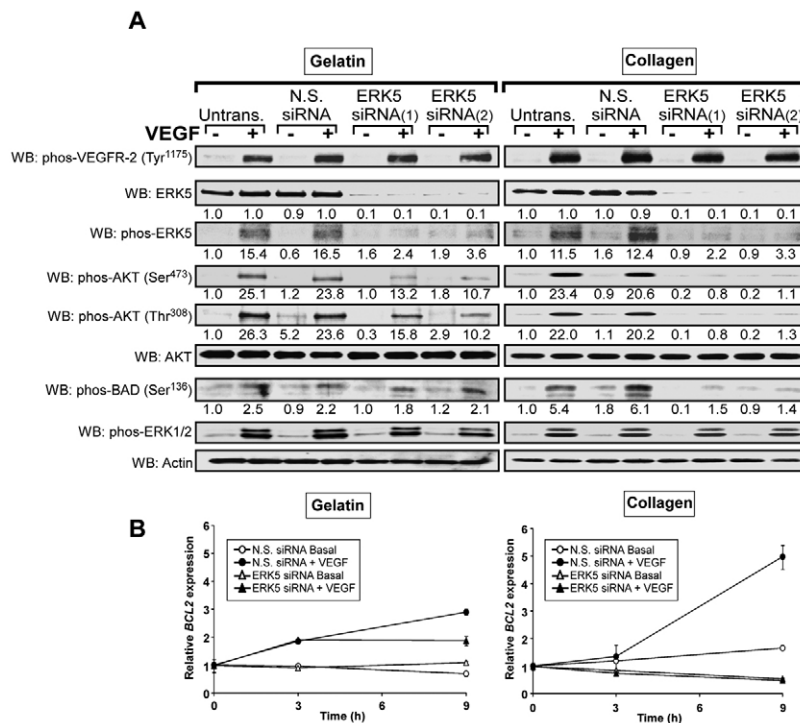 A
Gelatin Collagen
Untrans. N.S. siRNA ERK5 siRNA(1) ERK5 siRNA(2) Untrans. N.S. siRNA ERK5 siRNA(1) ERK5 siRNA(2)
VEGF - + - + - + - + - + - + - + - +
WB: phos-VEGFR-2 (Tyr1175)
WB: ERK5
1.0 1.0 0.9 1.0 0.1 0.1 0.1 0.1 1.0 1.0 1.0 0.9 0.1 0.1 0.1 0.1
WB: phos-ERK5
1.0 15.4 0.6 16.5 1.6 2.4 1.9 3.6 1.0 11.5 1.6 12.4 0.9 2.2 0.9 3.3
WB: phos-AKT (Ser473)
1.0 25.1 1.2 23.8 1.0 13.2 1.8 10.7 1.0 23.4 0.9 20.6 0.2 0.8 0.2 1.1
WB: phos-AKT (Thr308)
1.0 26.3 5.2 23.6 0.3 15.8 2.9 10.2 1.0 22.0 1.1 20.2 0.1 0.8 0.2 1.3
WB: AKT
WB: phos-BAD (Ser136)
1.0 2.5 0.9 2.2 1.0 1.8 1.2 2.1 1.0 5.4 1.8 6.1 0.1 1.5 0.9 1.4
WB: phos-ERK1/2
WB: Actin
B
Gelatin
Relative BCL2 expression
6
5
4
3
2
1
0
N.S. siRNA Basal
N.S. siRNA + VEGF
ERK5 siRNA Basal
ERK5 siRNA + VEGF
0 3 6 9
Time (h)
Collagen
Relative BCL2 expression
6
5
4
3
2
1
0
N.S. siRNA Basal
N.S. siRNA + VEGF
ERK5 siRNA Basal
ERK5 siRNA + VEGF
0 3 6 9
Time (h)